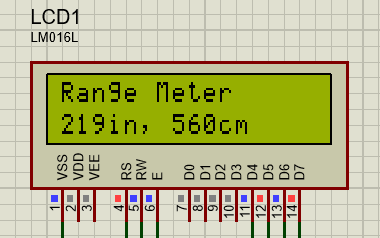 LCD1
LM016L
Range Meter
219in, 560cm
VSS VDD VEE RS RW E D0 D1 D2 D3 D4 D5 D6 D7
1 2 3 4 5 6 7 8 9 10 11 12 13 14